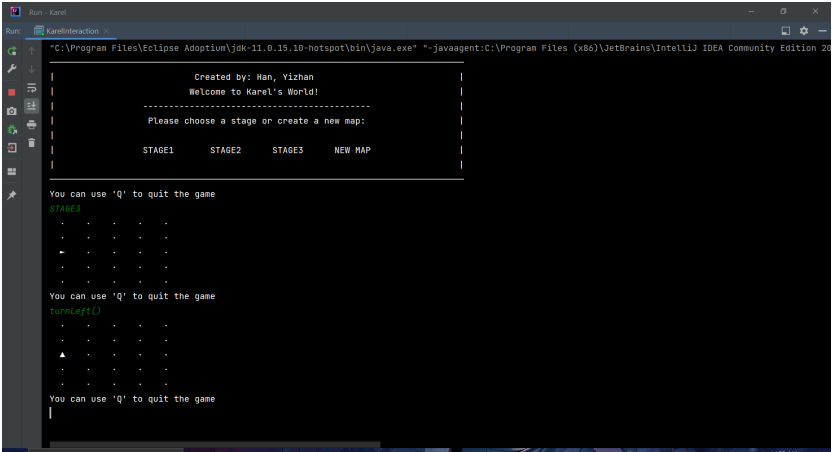 Run - Karel
Run: KarelInteraction ×
"C:\Program Files\Eclipse Adoptium\jdk-11.0.15.10-hotspot\bin\java.exe" "-javaagent:C:\Program Files (x86)\JetBrains\IntelliJ IDEA Community Edition 20
Created by: Han, Yizhan
Welcome to Karel's World!
-------------------------------------------
Please choose a stage or create a new map:
STAGE1 STAGE2 STAGE3 NEW MAP
You can use 'Q' to quit the game
STAGE3
. . . . .
. . . . .
► . . . .
. . . . .
. . . . .
You can use 'Q' to quit the game
turnLeft()
. . . . .
. . . . .
▲ . . . .
. . . . .
. . . . .
You can use 'Q' to quit the game